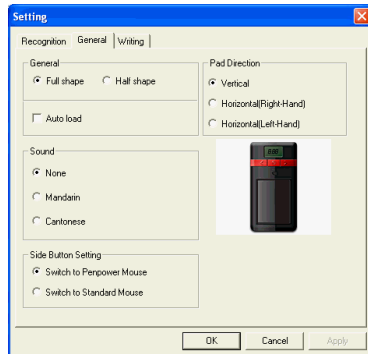 Setting
Recognition General Writing
General
Full shape Half shape
Auto load
Sound
None
Mandarin
Cantonese
Side Button Setting
Switch to Penpower Mouse
Switch to Standard Mouse
Pad Direction
Vertical
Horizontal(Right-Hand)
Horizontal(Left-Hand)
OK Cancel Apply